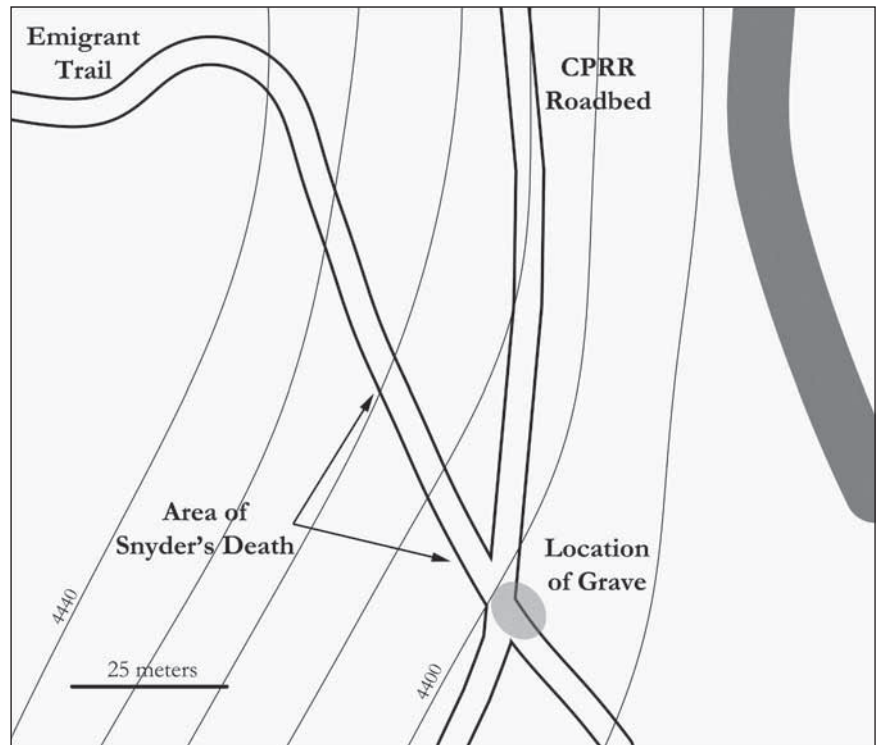 Emigrant
Trail
CPRR
Roadbed
Area of
Snyder's Death
Location
of Grave
4440
4400
25 meters